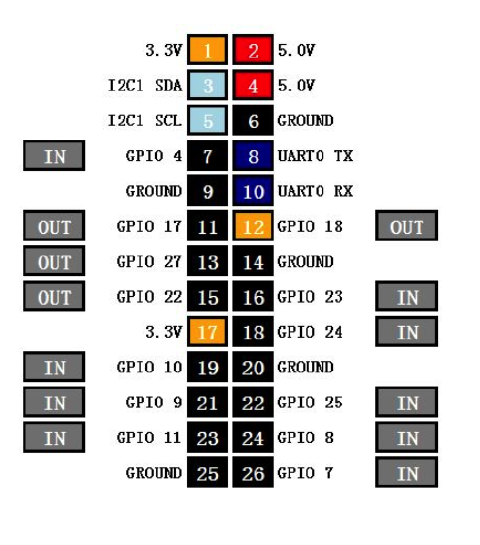 3.3V 1 2 5.0V
I2C1 SDA 3 4 5.0V
I2C1 SCL 5 6 GROUND
IN GPIO 4 7 8 UART0 TX
GROUND 9 10 UART0 RX
OUT GPIO 17 11 12 GPIO 18 OUT
OUT GPIO 27 13 14 GROUND
OUT GPIO 22 15 16 GPIO 23 IN
3.3V 17 18 GPIO 24 IN
IN GPIO 10 19 20 GROUND
IN GPIO 9 21 22 GPIO 25 IN
IN GPIO 11 23 24 GPIO 8 IN
GROUND 25 26 GPIO 7 IN